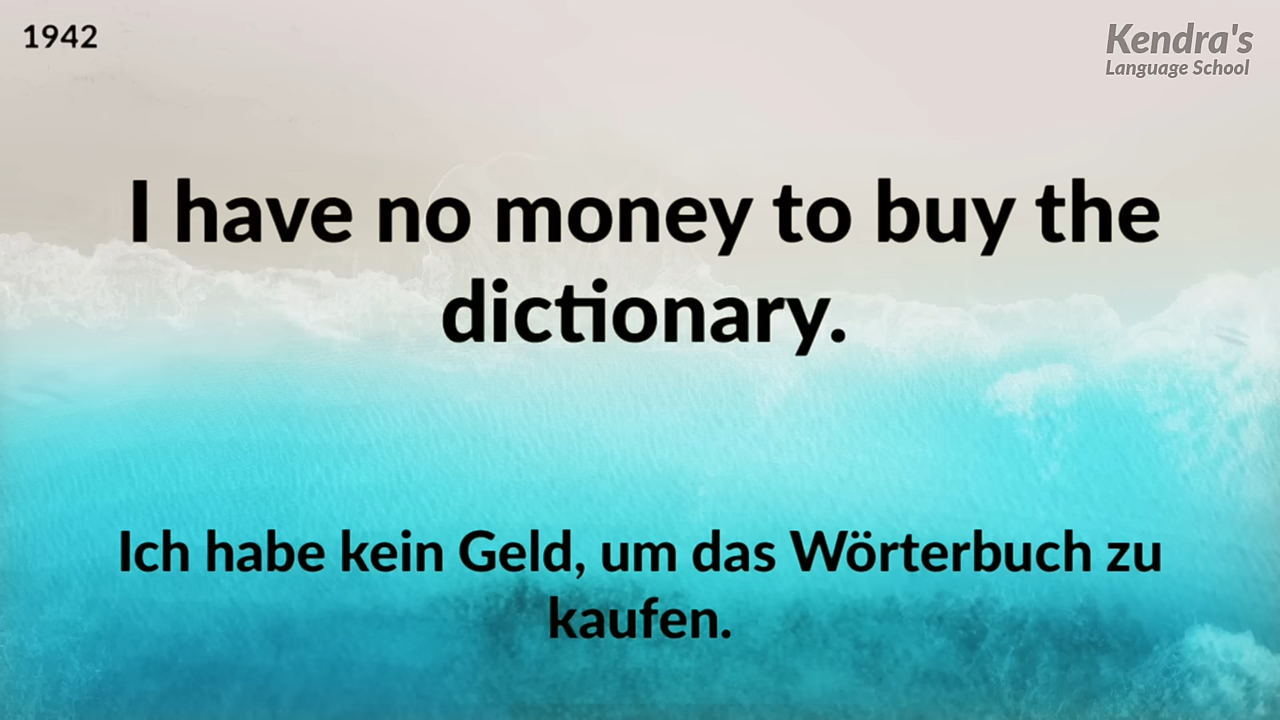 1942
Kendra's
Language School
I have no money to buy the
dictionary.
Ich habe kein Geld, um das Wörterbuch zu
kaufen.